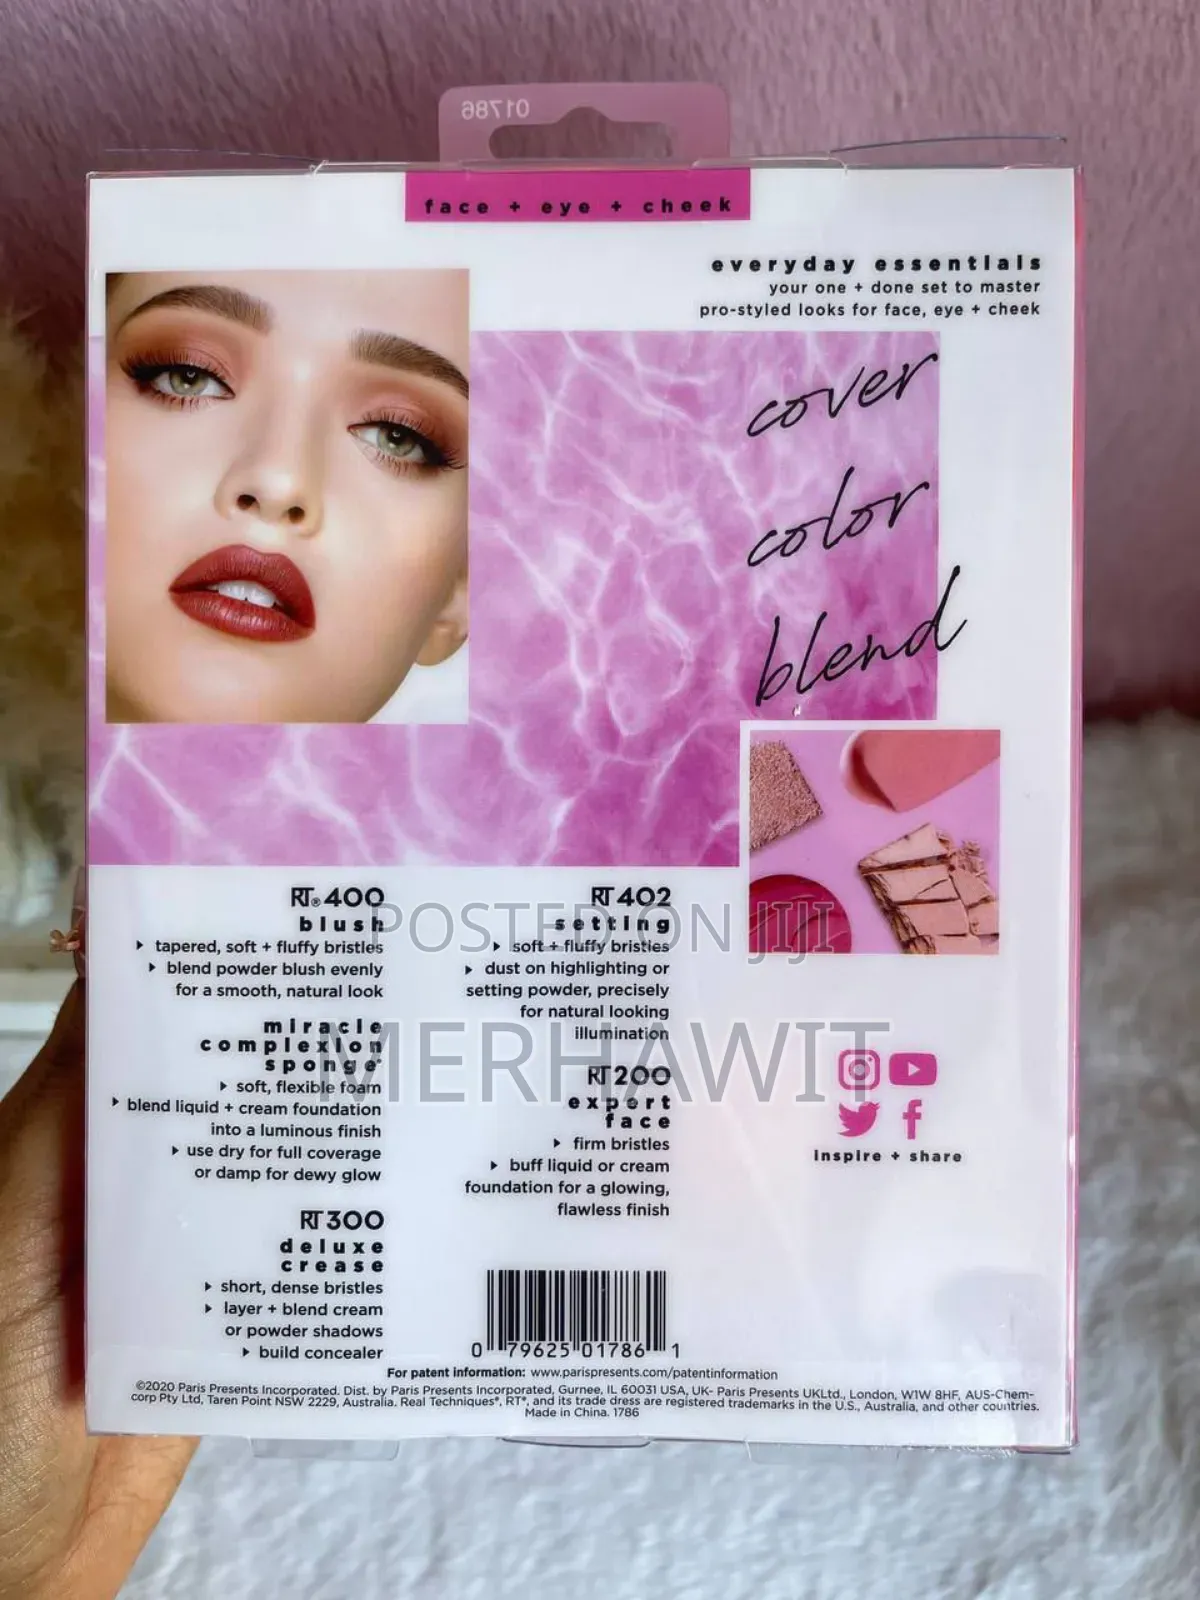 01786
face + eye + cheek
everyday essentials
your one + done set to master
pro-styled looks for face, eye + cheek
cover
color
blend
RT® 400
blush
▸ tapered, soft + fluffy bristles
▸ blend powder blush evenly
for a smooth, natural look
miracle
complexion
sponge®
▸ soft, flexible foam
▸ blend liquid + cream foundation
into a luminous finish
▸ use dry for full coverage
or damp for dewy glow
RT 300
deluxe
crease
▸ short, dense bristles
▸ layer + blend cream
or powder shadows
▸ build concealer
RT 402
setting
▸ soft + fluffy bristles
▸ dust on highlighting or
setting powder, precisely
for natural looking
illumination
RT 200
expert
face
▸ firm bristles
▸ buff liquid or cream
foundation for a glowing,
flawless finish
inspire + share
0 79625 01786 1
For patent information: www.parispresents.com/patentinformation
©2020 Paris Presents Incorporated. Dist. by Paris Presents Incorporated, Gurnee, IL 60031 USA, UK- Paris Presents UKLtd., London, W1W 8HF, AUS-Chem-
corp Pty Ltd, Taren Point NSW 2229, Australia. Real Techniques®, RT®, and its trade dress are registered trademarks in the U.S., Australia, and other countries.
Made in China. 1786
POSTED ON JIJI
MERHAWIT